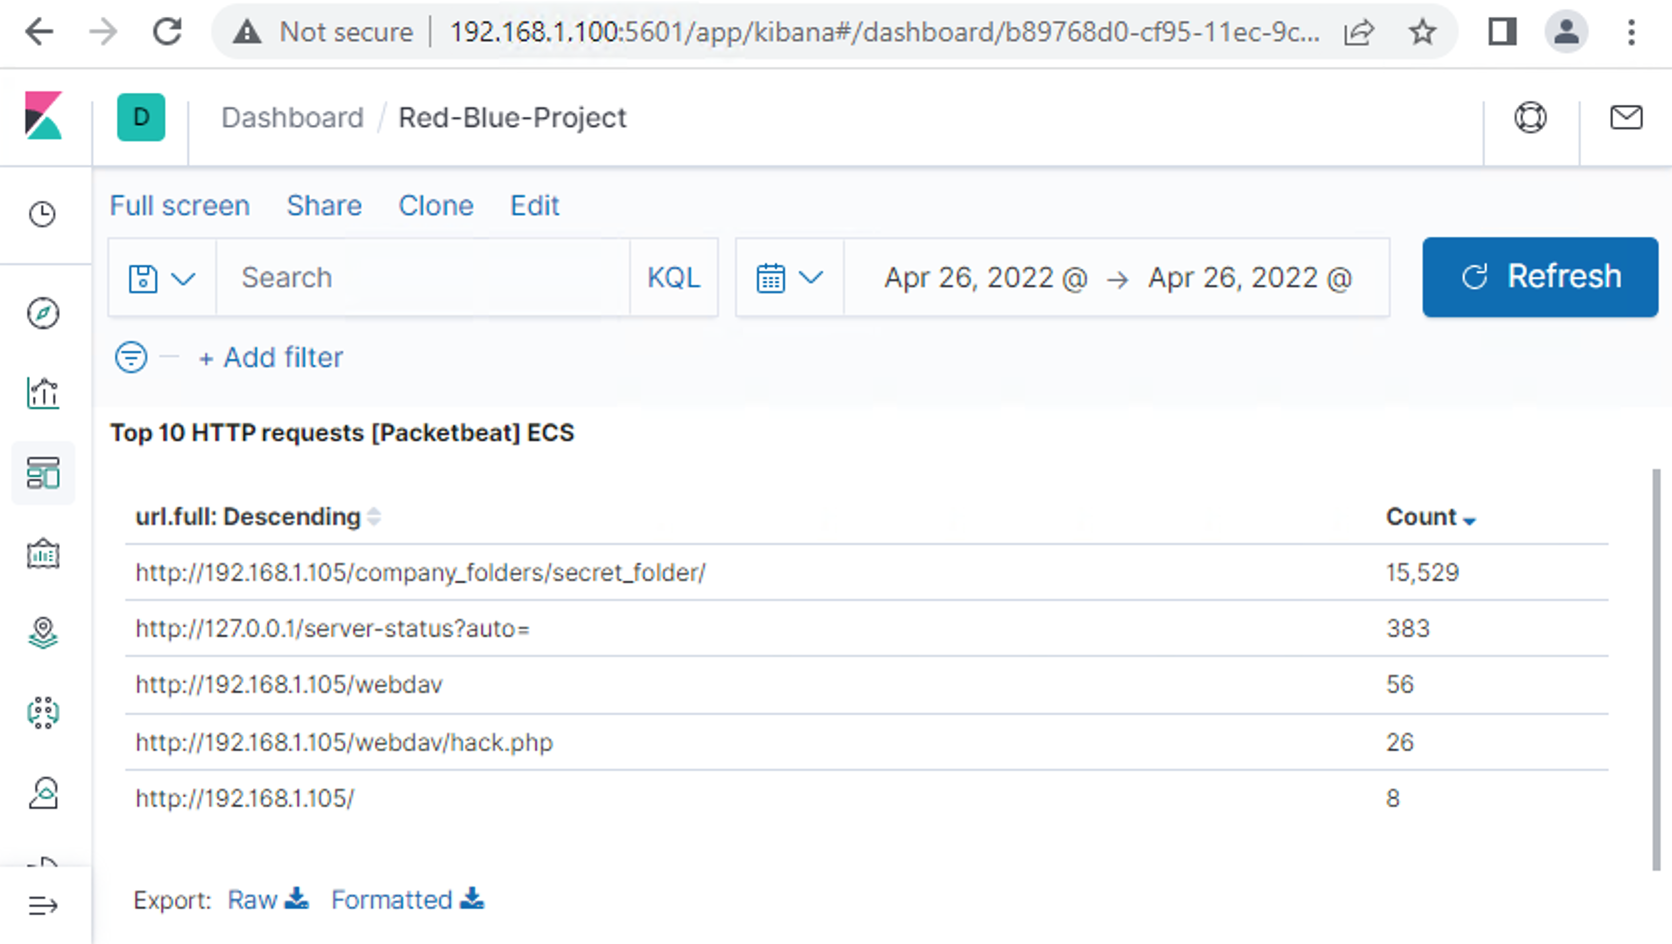 Not secure 192.168.1.100:5601/app/kibana#/dashboard/b89768d0-cf95-11ec-9c...
D Dashboard / Red-Blue-Project
Full screen Share Clone Edit
Search KQL Apr 26, 2022 @ → Apr 26, 2022 @ Refresh
+ Add filter
Top 10 HTTP requests [Packetbeat] ECS
url.full: Descending Count
http://192.168.1.105/company_folders/secret_folder/ 15,529
http://127.0.0.1/server-status?auto= 383
http://192.168.1.105/webdav 56
http://192.168.1.105/webdav/hack.php 26
http://192.168.1.105/ 8
Export: Raw Formatted